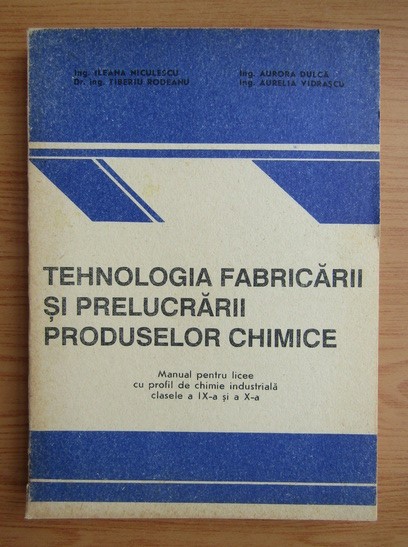 Ing. ILEANA NICULESCU
Dr. ing. TIBERIU RODEANU
Ing. AURORA DULCĂ
Ing. AURELIA VIDRAȘCU
TEHNOLOGIA FABRICĂRII
ȘI PRELUCRĂRII
PRODUSELOR CHIMICE
Manual pentru licee
cu profil de chimie industrială
clasele a IX-a și a X-a